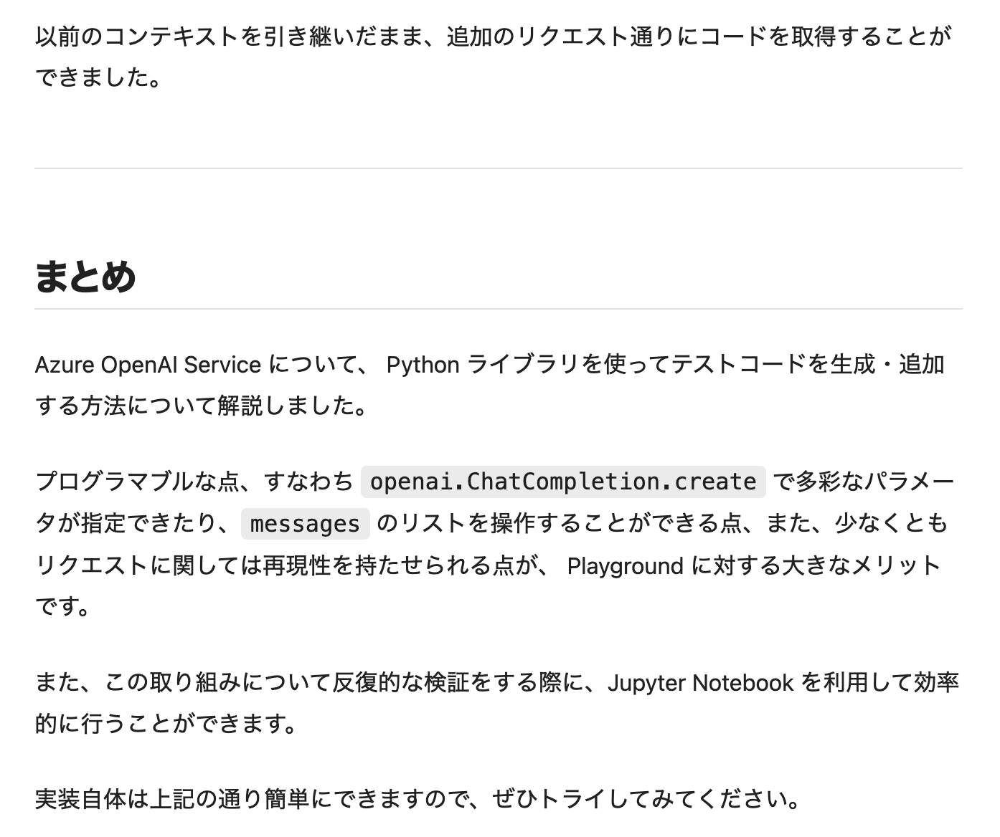 以前のコンテキストを引き継いだまま、追加のリクエスト通りにコードを取得することが
できました。
まとめ
Azure OpenAI Service について、 Python ライブラリを使ってテストコードを生成・追加
する方法について解説しました。
プログラマブルな点、すなわち openai.ChatCompletion.create で多彩なパラメー
タが指定できたり、 messages のリストを操作することができる点、また、少なくとも
リクエストに関しては再現性を持たせられる点が、 Playground に対する大きなメリット
です。
また、この取り組みについて反復的な検証をする際に、Jupyter Notebook を利用して効率
的に行うことができます。
実装自体は上記の通り簡単にできますので、ぜひトライしてみてください。